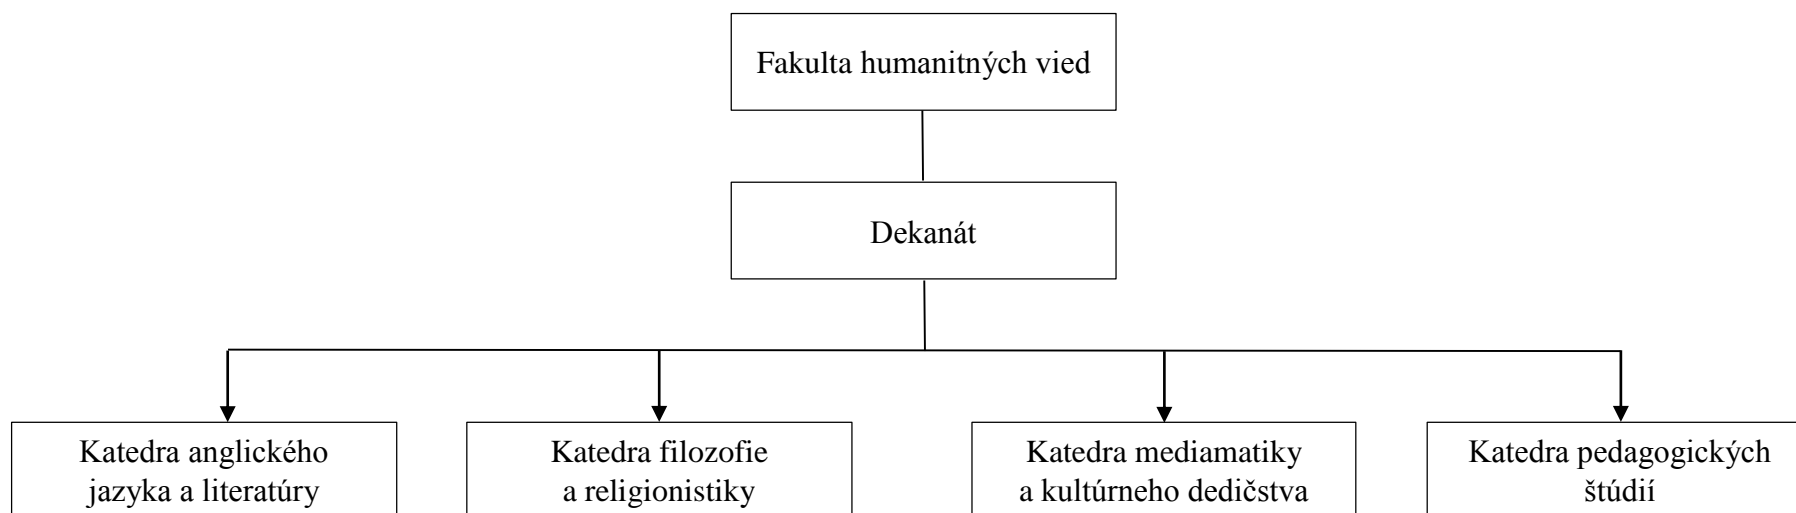 Fakulta humanitných vied
Dekanát
Katedra anglického
jazyka a literatúry
Katedra filozofie
a religionistiky
Katedra mediamatiky
a kultúrneho dedičstva
Katedra pedagogických
štúdií